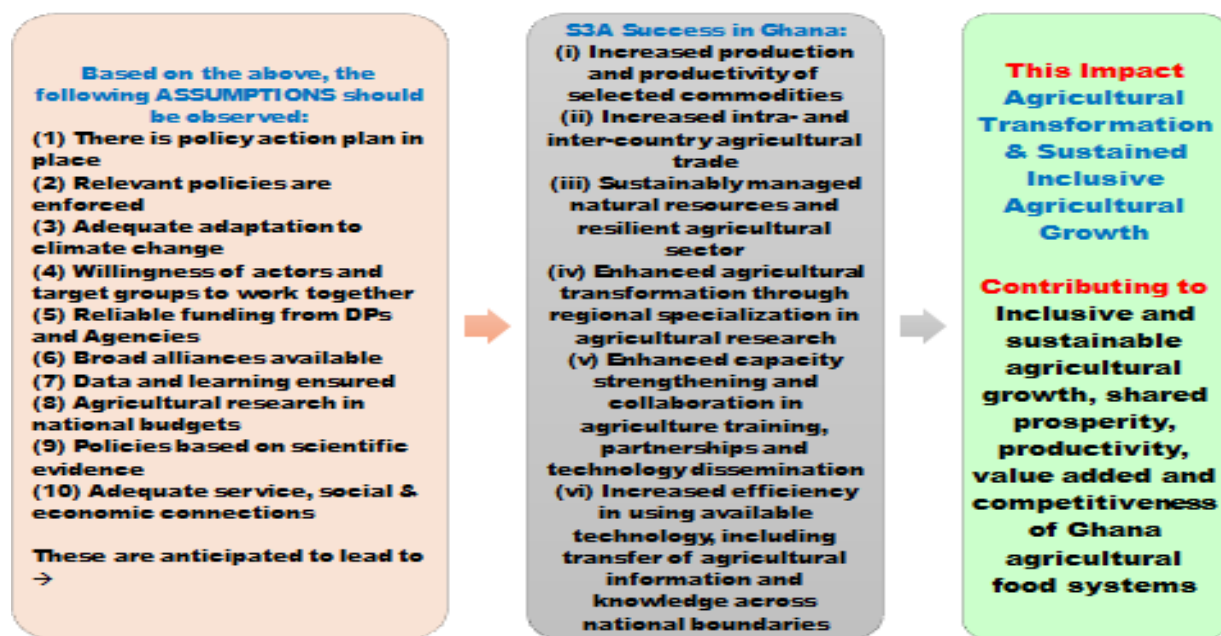 Based on the above, the
following ASSUMPTIONS should
be observed:
(1) There is policy action plan in
place
(2) Relevant policies are
enforced
(3) Adequate adaptation to
climate change
(4) Willingness of actors and
target groups to work together
(5) Reliable funding from DPs
and Agencies
(6) Broad alliances available
(7) Data and learning ensured
(8) Agricultural research in
national budgets
(9) Policies based on scientific
evidence
(10) Adequate service, social &
economic connections
These are anticipated to lead to
→
S3A Success in Ghana:
(i) Increased production
and productivity of
selected commodities
(ii) Increased intra- and
inter-country agricultural
trade
(iii) Sustainably managed
natural resources and
resilient agricultural
sector
(iv) Enhanced agricultural
transformation through
regional specialization in
agricultural research
(v) Enhanced capacity
strengthening and
collaboration in
agriculture training,
partnerships and
technology dissemination
(vi) Increased efficiency
in using available
technology, including
transfer of agricultural
information and
knowledge across
national boundaries
This Impact
Agricultural
Transformation
& Sustained
Inclusive
Agricultural
Growth
Contributing to
Inclusive and
sustainable
agricultural
growth, shared
prosperity,
productivity,
value added and
competitiveness
of Ghana
agricultural
food systems